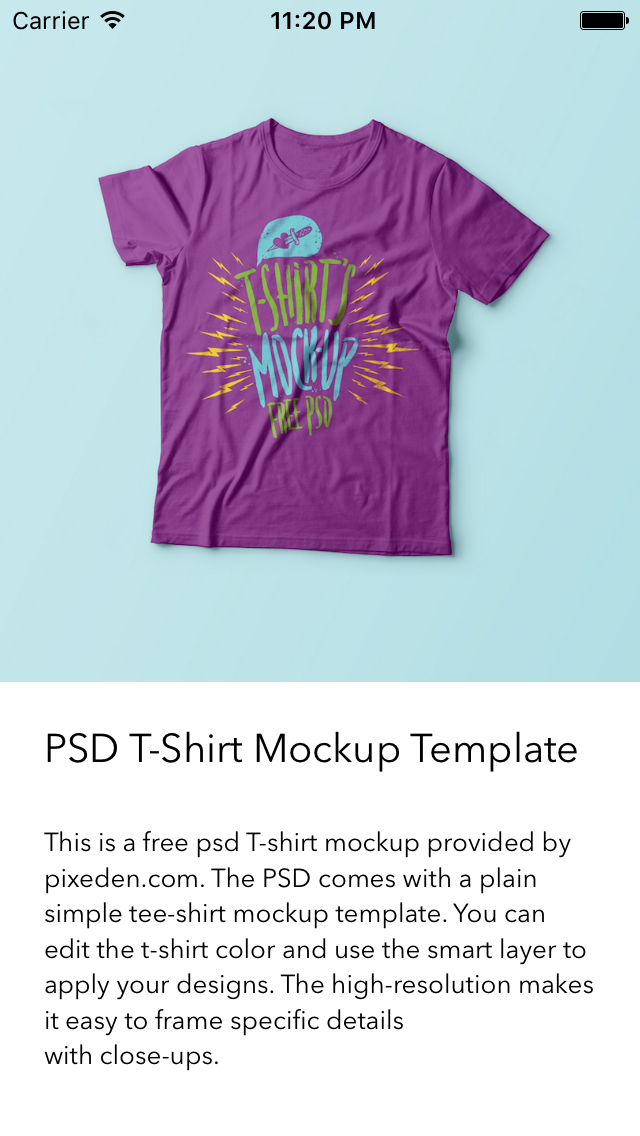 Carrier 11:20 PM
T-SHIRT'S
MOCK-UP
FREE PSD
PSD T-Shirt Mockup Template
This is a free psd T-shirt mockup provided by
pixeden.com. The PSD comes with a plain
simple tee-shirt mockup template. You can
edit the t-shirt color and use the smart layer to
apply your designs. The high-resolution makes
it easy to frame specific details
with close-ups.